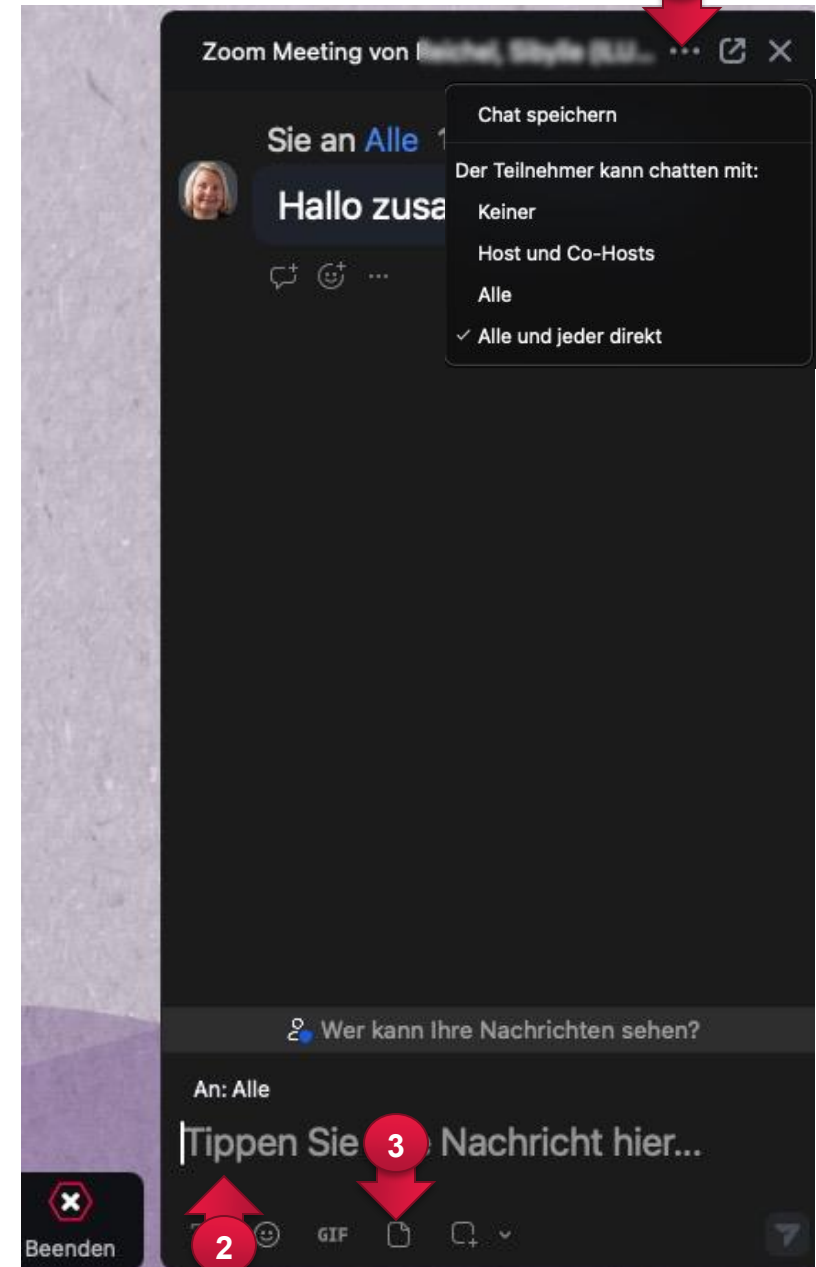 Zoom Meeting von
Chat speichern
Sie an Alle
Der Teilnehmer kann chatten mit:
Hallo
Keiner
Host und Co-Hosts
Alle
✓ Alle und jeder direkt
Wer kann Ihre Nachrichten sehen?
An: Alle
Tippen Sie Nachricht hier...
3
GIF
2
Beenden